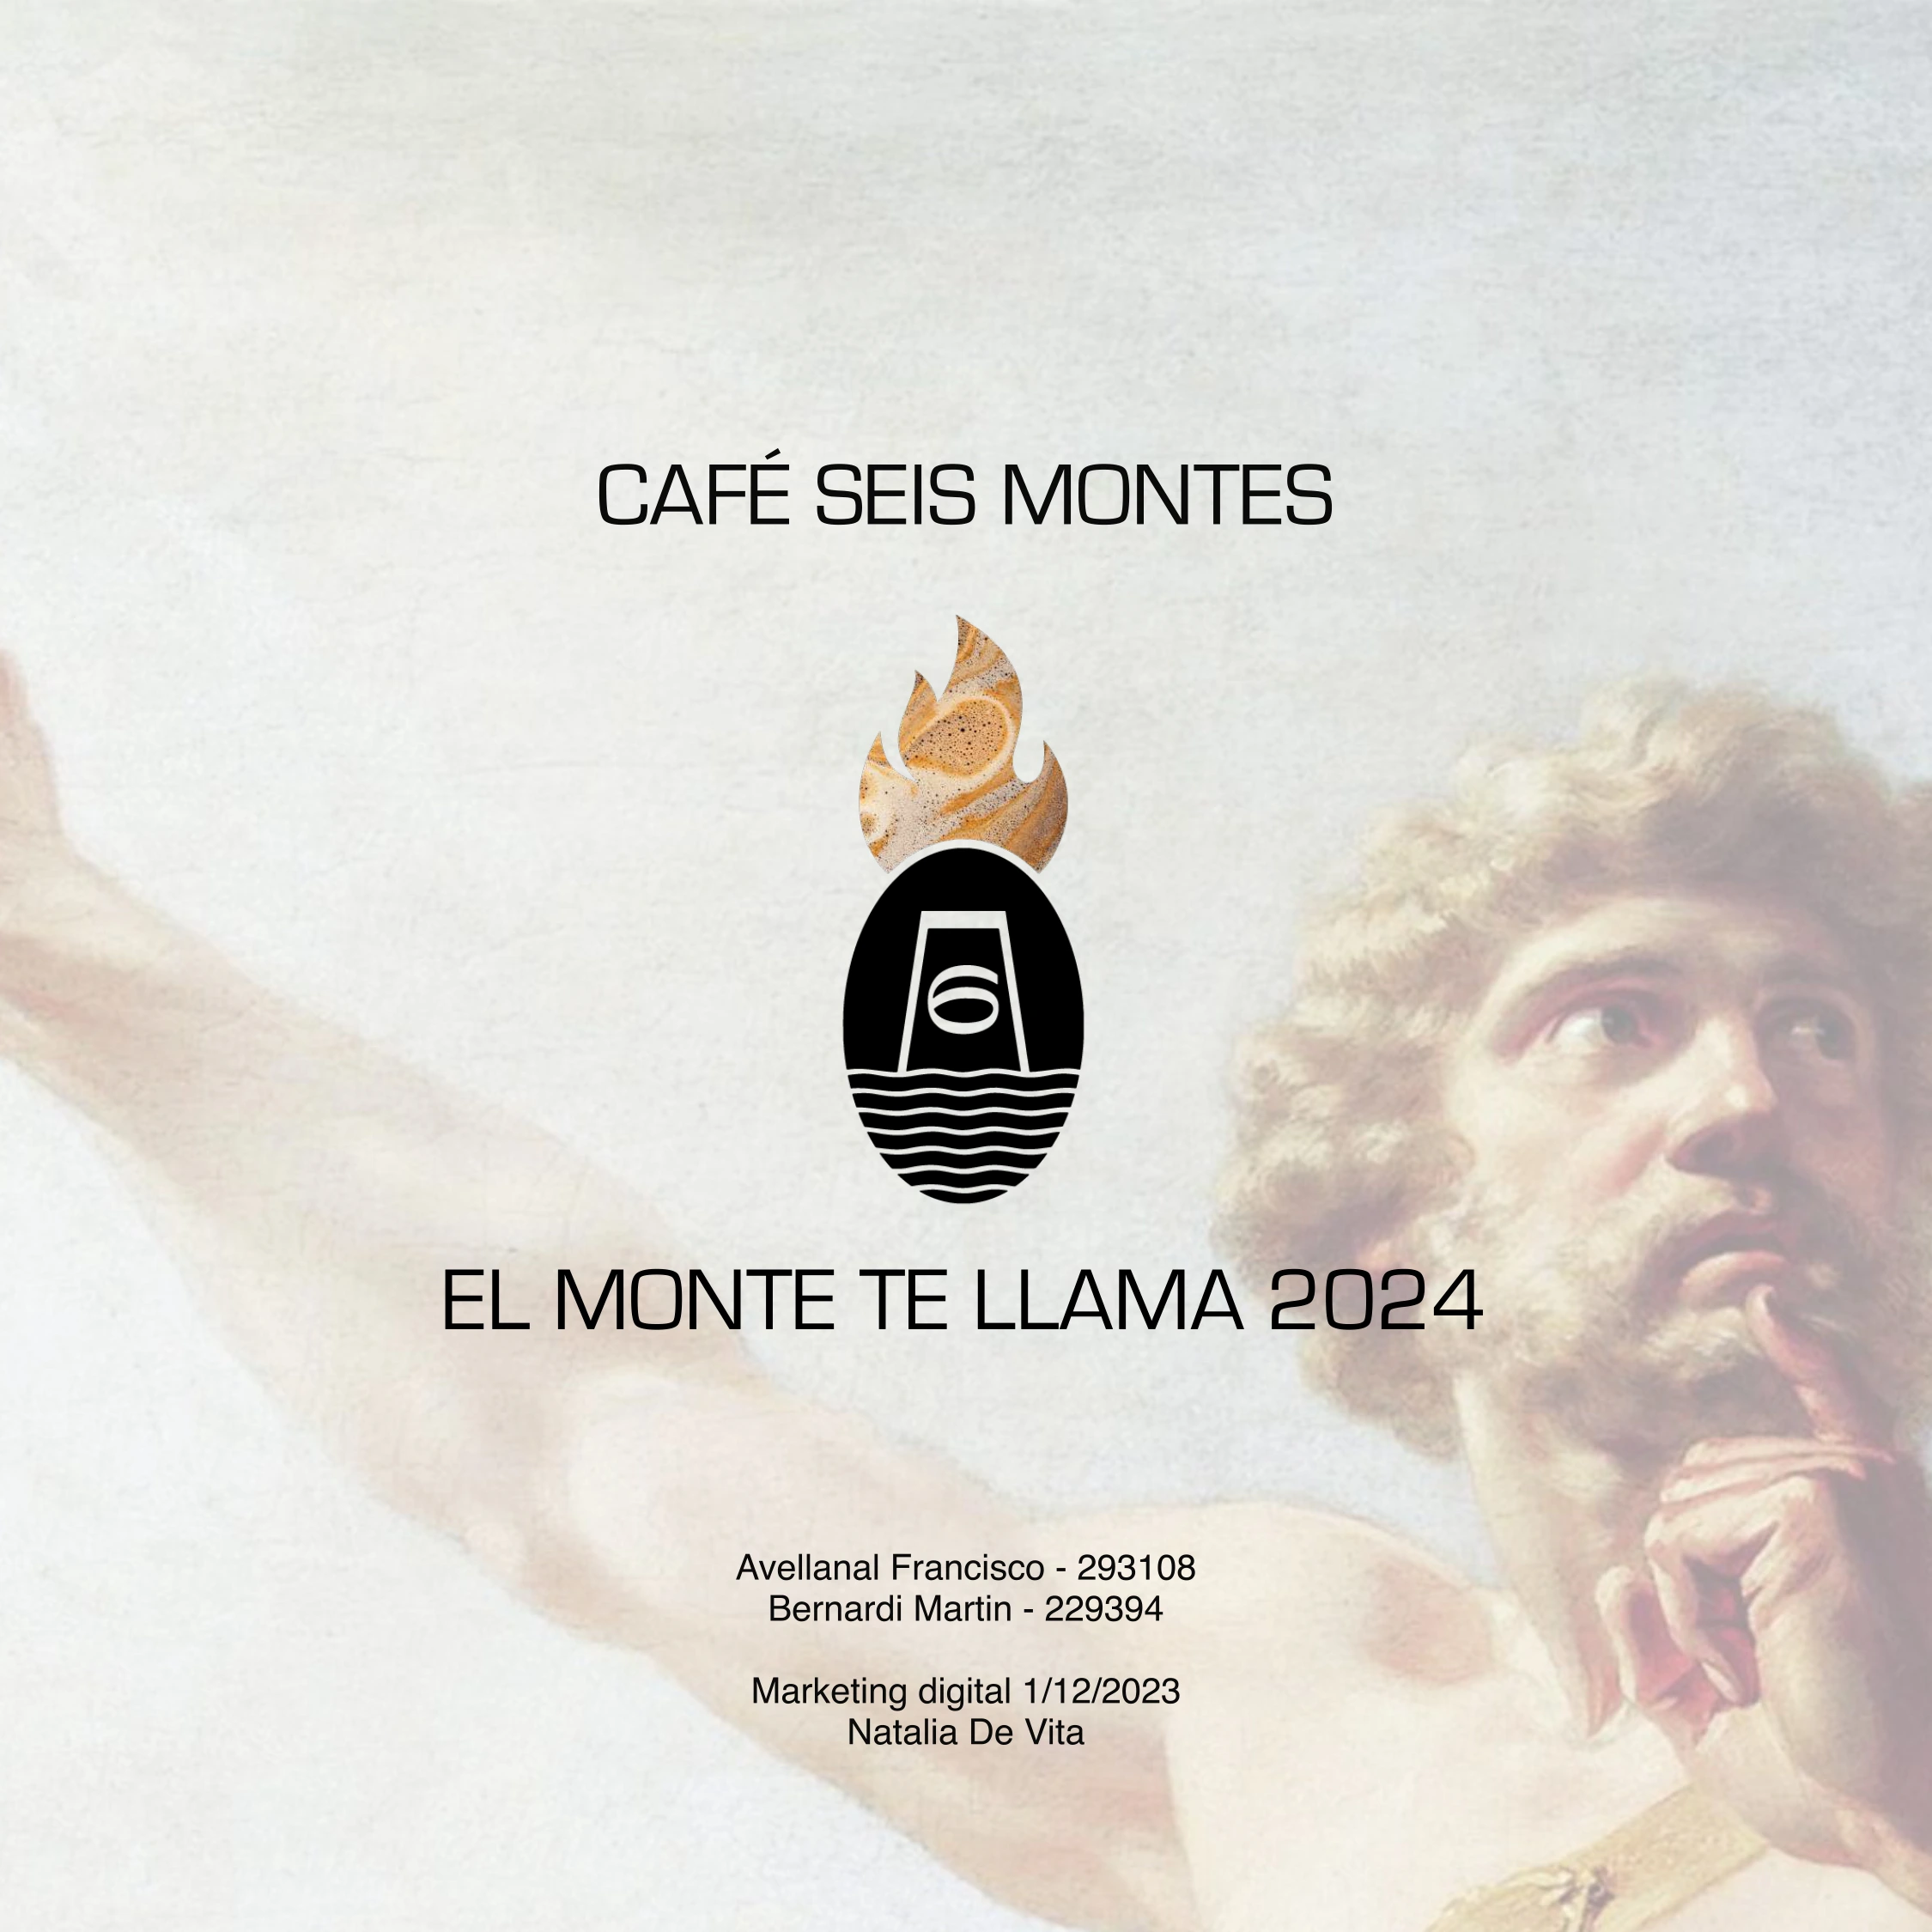 CAFÉ SEIS MONTES
6
EL MONTE TE LLAMA 2024
Avellanal Francisco - 293108
Bernardi Martin - 229394
Marketing digital 1/12/2023
Natalia De Vita